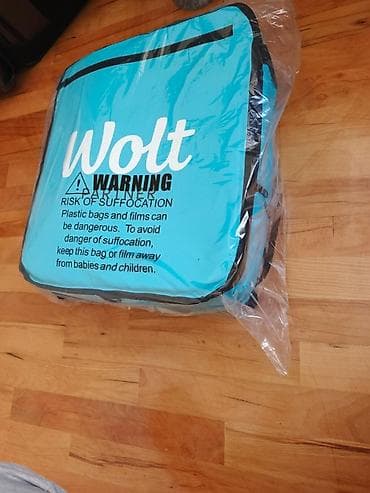 Wolt
WARNING
PARTNER
RISK OF SUFFOCATION
Plastic bags and films can
be dangerous. To avoid
danger of suffocation,
keep this bag or film away
from babies and children.